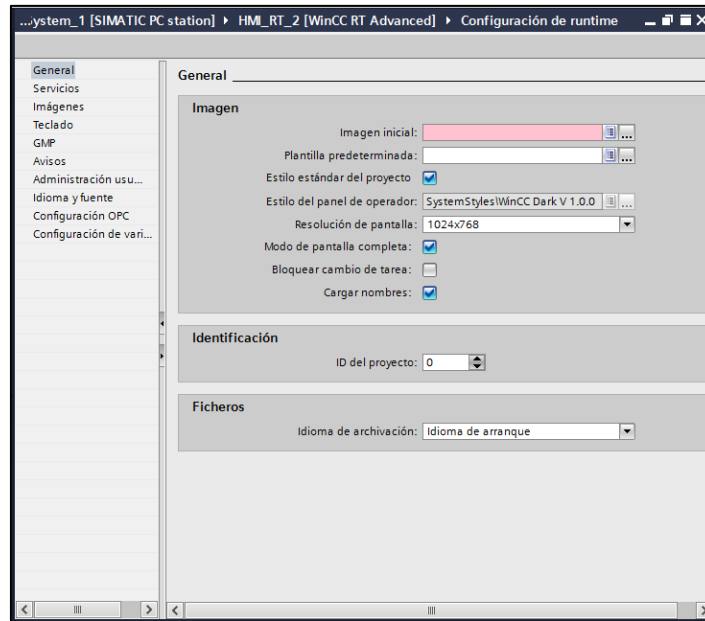 ...ystem_1 [SIMATIC PC station] ▸ HMI_RT_2 [WinCC RT Advanced] ▸ Configuración de runtime
General
Servicios
Imágenes
Teclado
GMP
Avisos
Administración usu...
Idioma y fuente
Configuración OPC
Configuración de vari...
General
Imagen
Imagen inicial:
...
Plantilla predeterminada:
...
Estilo estándar del proyecto
Estilo del panel de operador: SystemStyles\WinCC Dark V 1.0.0
...
Resolución de pantalla: 1024x768
Modo de pantalla completa:
Bloquear cambio de tarea:
Cargar nombres:
Identificación
ID del proyecto: 0
Ficheros
Idioma de archivación: Idioma de arranque